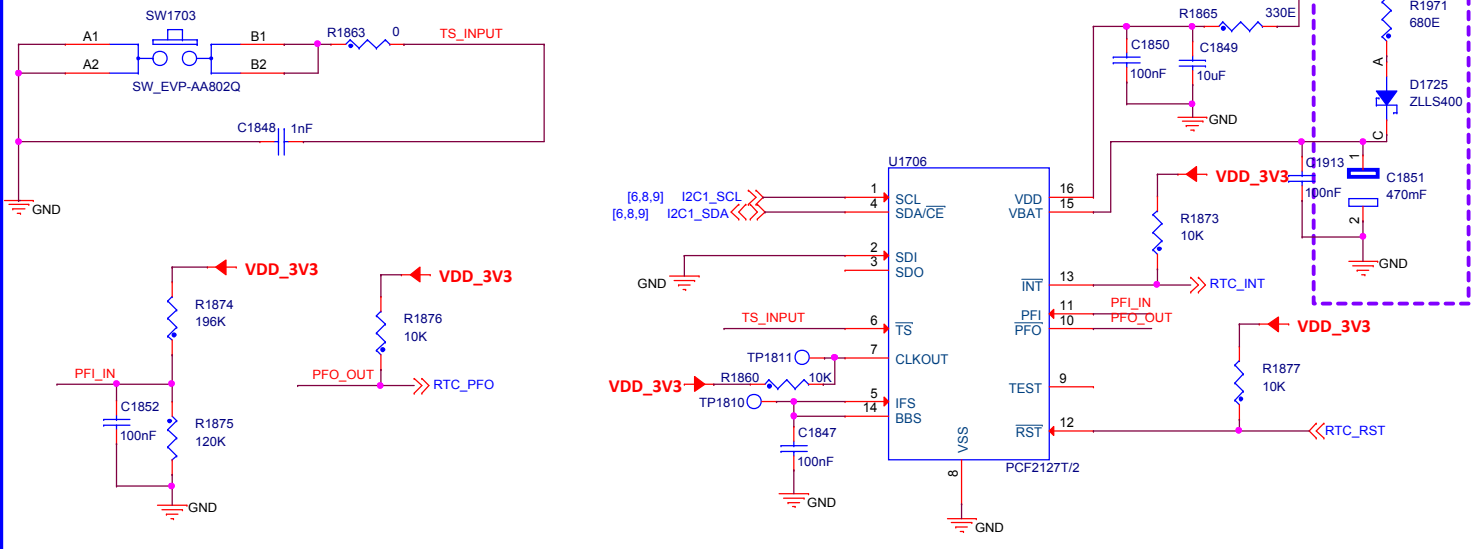 SW1703
A1
A2
B1
B2
SW_EVP-AA802Q
R1863
0
TS_INPUT
C1848
1nF
GND
R1865
330E
C1850
100nF
C1849
10uF
GND
R1971
680E
A
D1725
ZLLS400
C
C1913
100nF
1
C1851
470mF
2
GND
U1706
[6,8,9] I2C1_SCL
[6,8,9] I2C1_SDA
1
SCL
4
SDA/CE
2
SDI
3
SDO
GND
TS_INPUT
6
TS
7
CLKOUT
TP1811
VDD_3V3
R1860
10K
TP1810
5
IFS
14
BBS
C1847
100nF
GND
VSS
8
GND
PCF2127T/2
VDD
16
VBAT
15
INT
13
PFI
11
PFI_IN
PFO
10
PFO_OUT
TEST
9
RST
12
VDD_3V3
R1873
10K
RTC_INT
VDD_3V3
R1877
10K
RTC_RST
VDD_3V3
R1874
196K
PFI_IN
C1852
100nF
R1875
120K
GND
VDD_3V3
R1876
10K
PFO_OUT
RTC_PFO